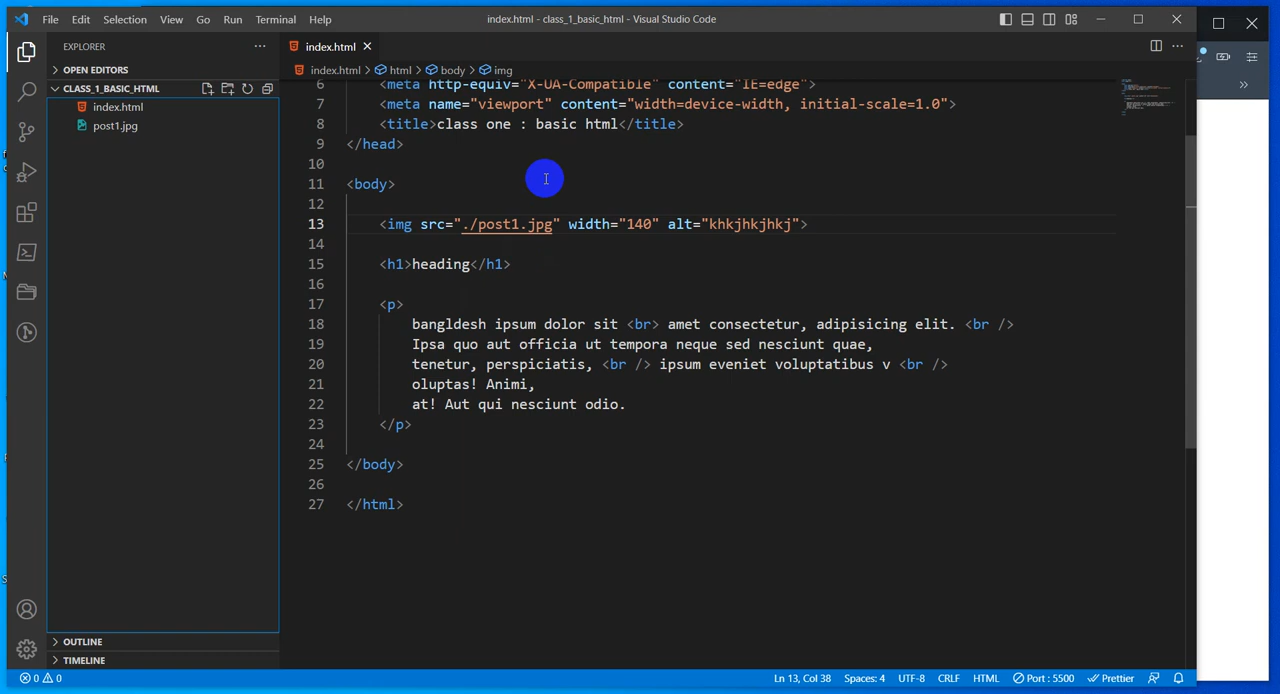 File Edit Selection View Go Run Terminal Help index.html - class_1_basic_html - Visual Studio Code
EXPLORER
index.html
OPEN EDITORS
index.html > html > body > img
CLASS_1_BASIC_HTML
index.html
post1.jpg
6 <meta http-equiv="X-UA-Compatible" content="IE=edge">
7 <meta name="viewport" content="width=device-width, initial-scale=1.0">
8 <title>class one : basic html</title>
9 </head>
10
11 <body>
12
13 <img src="./post1.jpg" width="140" alt="khkjhkjhkj">
14
15 <h1>heading</h1>
16
17 <p>
18 bangldesh ipsum dolor sit <br> amet consectetur, adipisicing elit. <br />
19 Ipsa quo aut officia ut tempora neque sed nesciunt quae,
20 tenetur, perspiciatis, <br /> ipsum eveniet voluptatibus v <br />
21 oluptas! Animi,
22 at! Aut qui nesciunt odio.
23 </p>
24
25 </body>
26
27 </html>
OUTLINE
TIMELINE
0 0 Ln 13, Col 38 Spaces: 4 UTF-8 CRLF HTML Port : 5500 Prettier